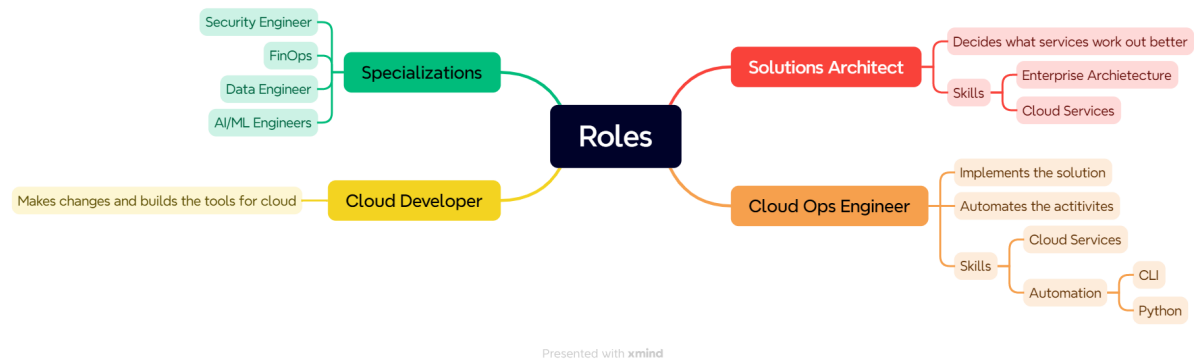 Roles
Solutions Architect
Decides what services work out better
Skills
Enterprise Archietecture
Cloud Services
Cloud Ops Engineer
Implements the solution
Automates the actitivites
Skills
Cloud Services
Automation
CLI
Python
Specializations
Security Engineer
FinOps
Data Engineer
AI/ML Engineers
Cloud Developer
Makes changes and builds the tools for cloud
Presented with xmind